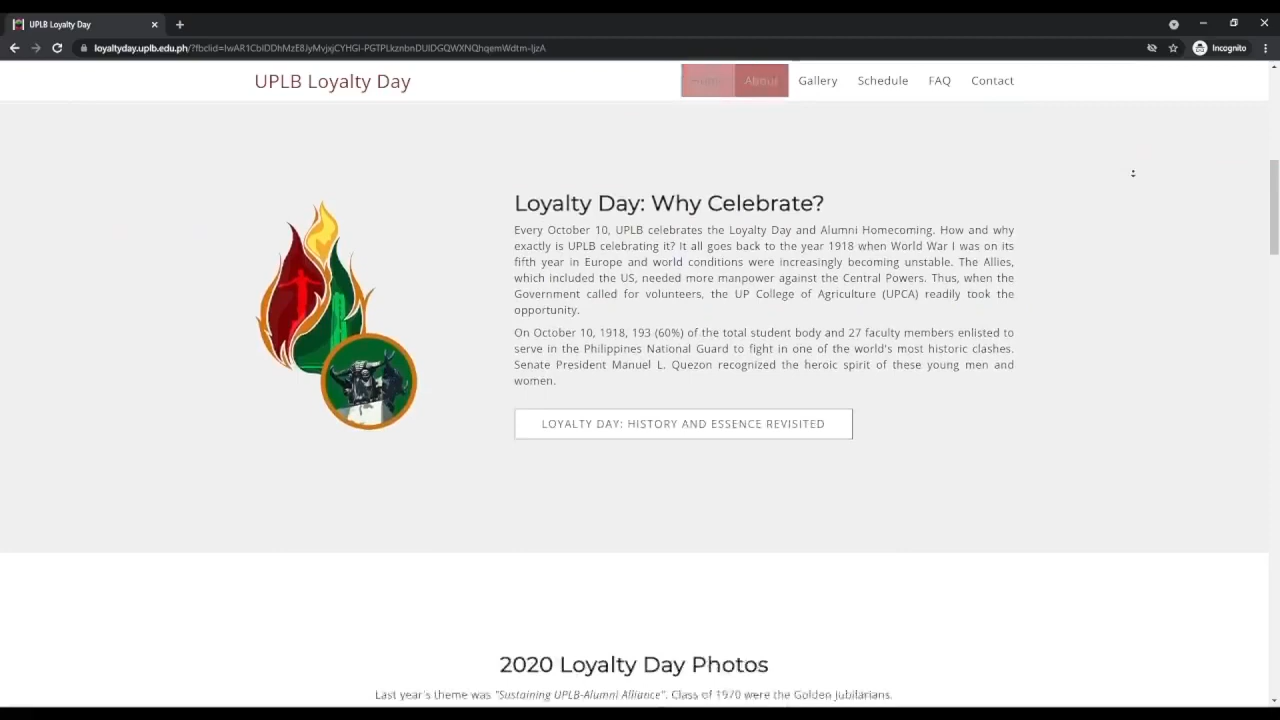 UPLB Loyalty Day
loyaltyday.uplb.edu.ph
Incognito
UPLB Loyalty Day
Home About Gallery Schedule FAQ Contact
Loyalty Day: Why Celebrate?
Every October 10, UPLB celebrates the Loyalty Day and Alumni Homecoming. How and why
exactly is UPLB celebrating it? It all goes back to the year 1918 when World War I was on its
fifth year in Europe and world conditions were increasingly becoming unstable. The Allies,
which included the US, needed more manpower against the Central Powers. Thus, when the
Government called for volunteers, the UP College of Agriculture (UPCA) readily took the
opportunity.
On October 10, 1918, 193 (60%) of the total student body and 27 faculty members enlisted to
serve in the Philippines National Guard to fight in one of the world's most historic clashes.
Senate President Manuel L. Quezon recognized the heroic spirit of these young men and
women.
LOYALTY DAY: HISTORY AND ESSENCE REVISITED
2020 Loyalty Day Photos
Last year's theme was "Sustaining UPLB-Alumni Alliance". Class of 1970 were the Golden Jubilarians.